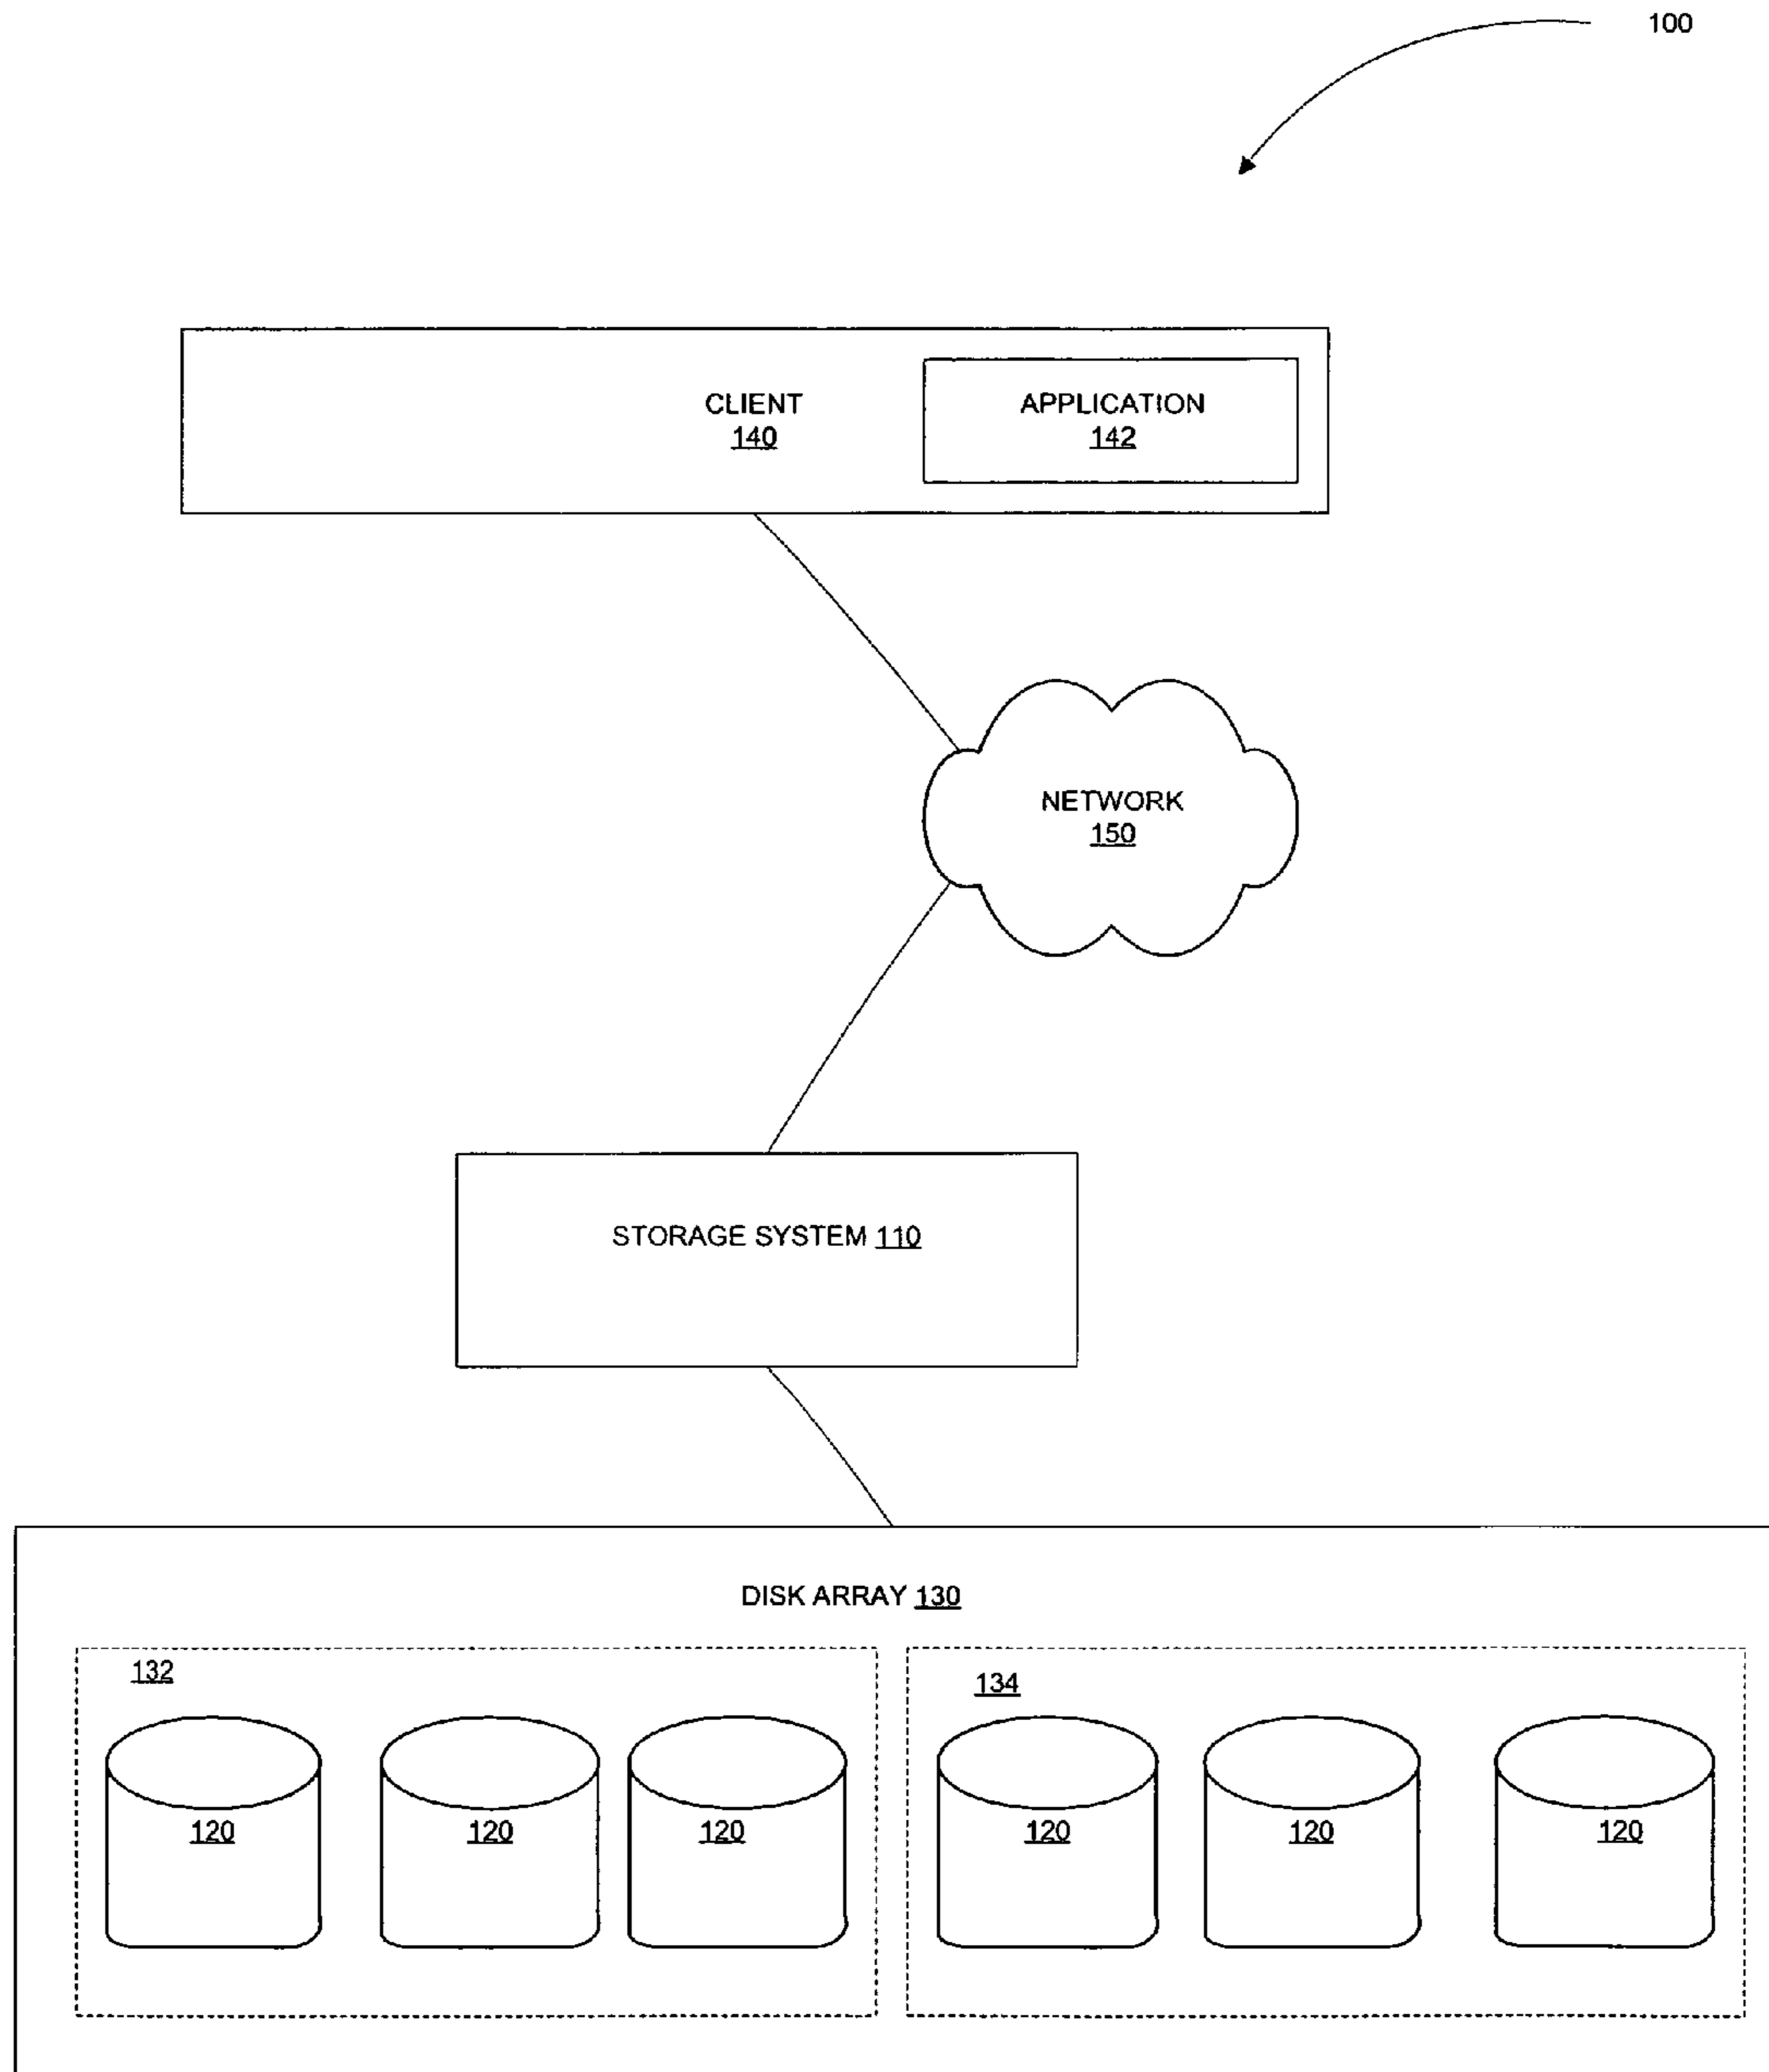 100
CLIENT
140
APPLICATION
142
NETWORK
150
STORAGE SYSTEM 110
DISK ARRAY 130
132
134
120
120
120
120
120
120